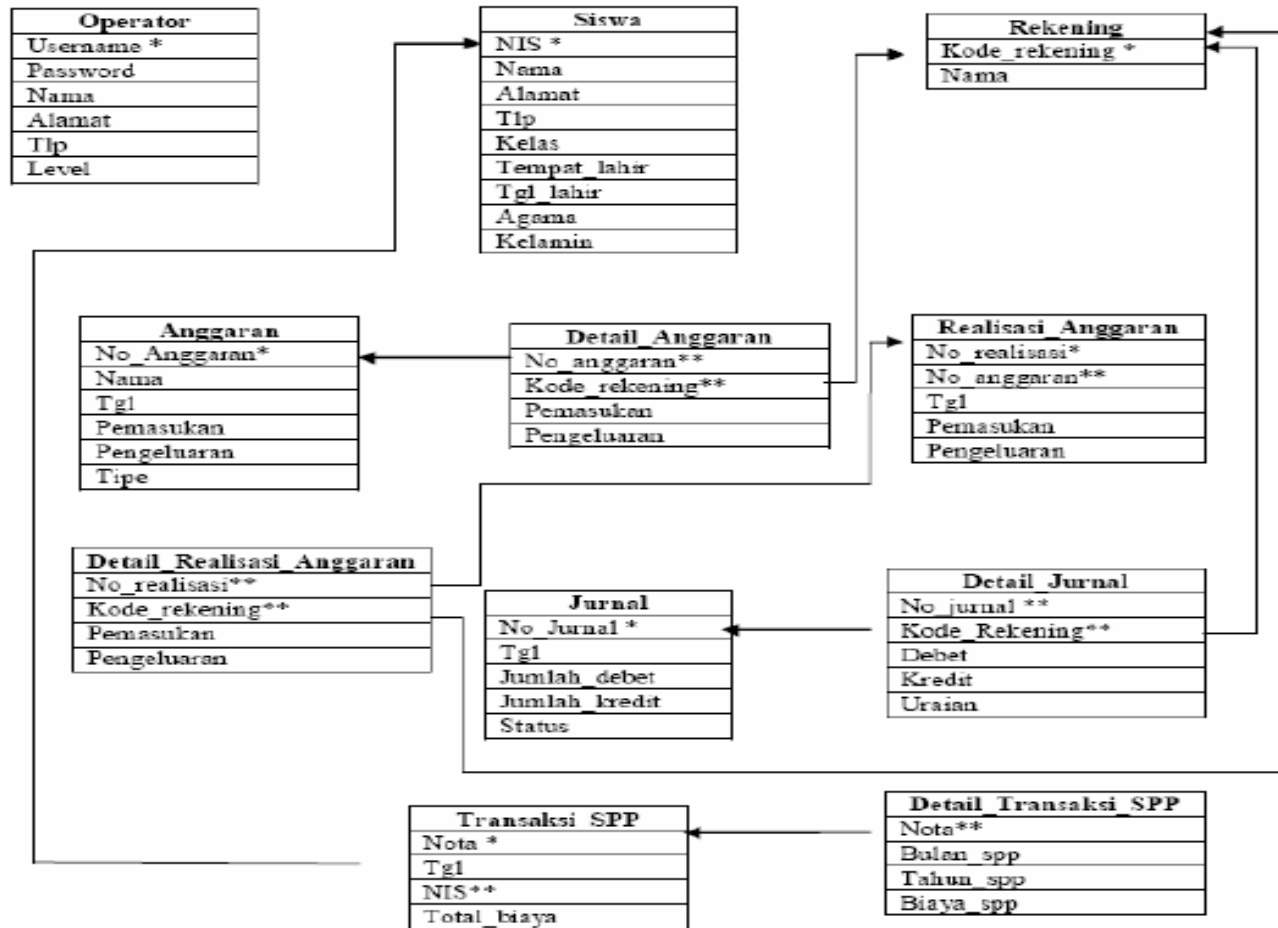 Operator
Username *
Password
Nama
Alamat
Tlp
Level
Siswa
NIS *
Nama
Alamat
Tlp
Kelas
Tempat_lahir
Tgl_lahir
Agama
Kelamin
Rekening
Kode_rekening *
Nama
Anggaran
No_Anggaran*
Nama
Tgl
Pemasukan
Pengeluaran
Tipe
Detail_Anggaran
No_anggaran**
Kode_rekening**
Pemasukan
Pengeluaran
Realisasi_Anggaran
No_realisasi*
No_anggaran**
Tgl
Pemasukan
Pengeluaran
Detail_Realisasi_Anggaran
No_realisasi**
Kode_rekening**
Pemasukan
Pengeluaran
Jurnal
No_Jurnal *
Tgl
Jumlah_debet
Jumlah_kredit
Status
Detail_Jurnal
No_jurnal **
Kode_Rekening**
Debet
Kredit
Uraian
Transaksi_SPP
Nota *
Tgl
NIS**
Total_biaya
Detail_Transaksi_SPP
Nota**
Bulan_spp
Tahun_spp
Biaya_spp